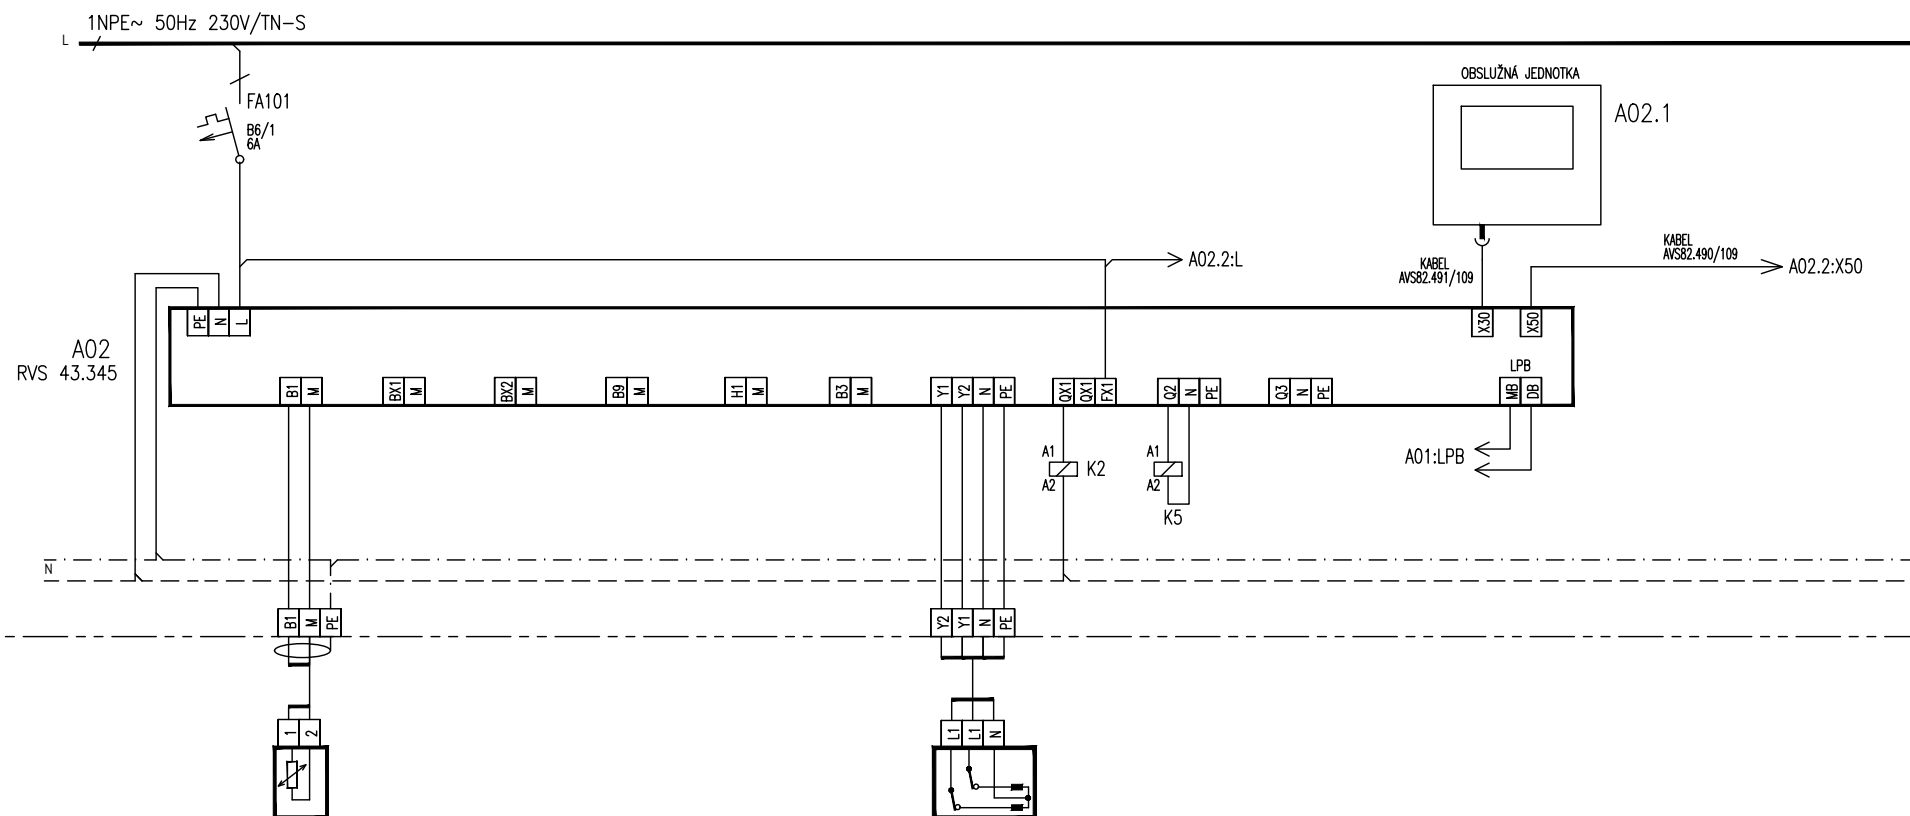 1NPE~ 50Hz 230V/TN-S
L
FA101
B6/1
6A
OBSLUŽNÁ JEDNOTKA
A02.1
KABEL
AVS82.491/109
KABEL
AVS82.490/109
A02.2:L
A02.2:X50
A02
RVS 43.345
PE N L
X30 X50
LPB
B1 M
BX1 M
BX2 M
B9 M
H1 M
B3 M
Y1 Y2 N PE
QX1 QX1 FX1
Q2 N PE
Q3 N PE
MB DB
A01:LPB
A1
A2
K2
A1
A2
K5
N
B1 M PE
Y2 Y1 N PE
1 2
L1 L1 N